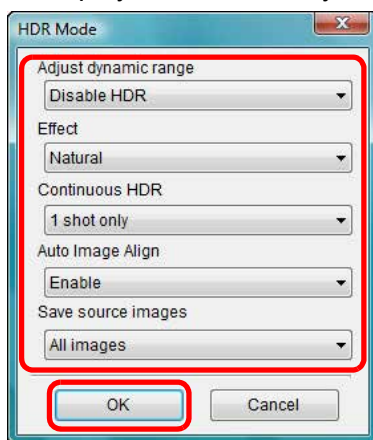 HDR Mode
Adjust dynamic range
Disable HDR
Effect
Natural
Continuous HDR
1 shot only
Auto Image Align
Enable
Save source images
All images
OK Cancel